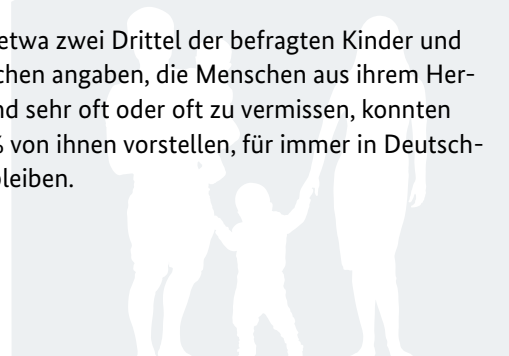 etwa zwei Drittel der befragten Kinder und
chen angaben, die Menschen aus ihrem Her-
nd sehr oft oder oft zu vermissen, konnten
% von ihnen vorstellen, für immer in Deutsch-
bleiben.